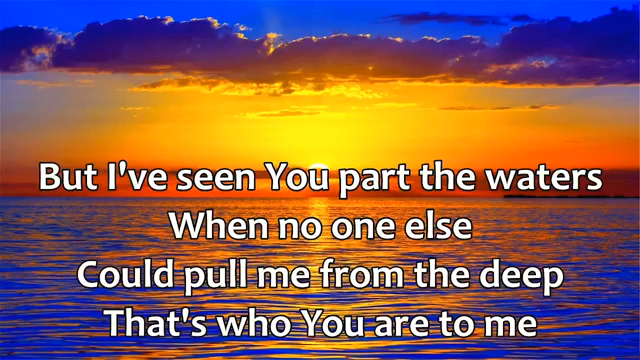 But I've seen You part the waters
When no one else
Could pull me from the deep
That's who You are to me